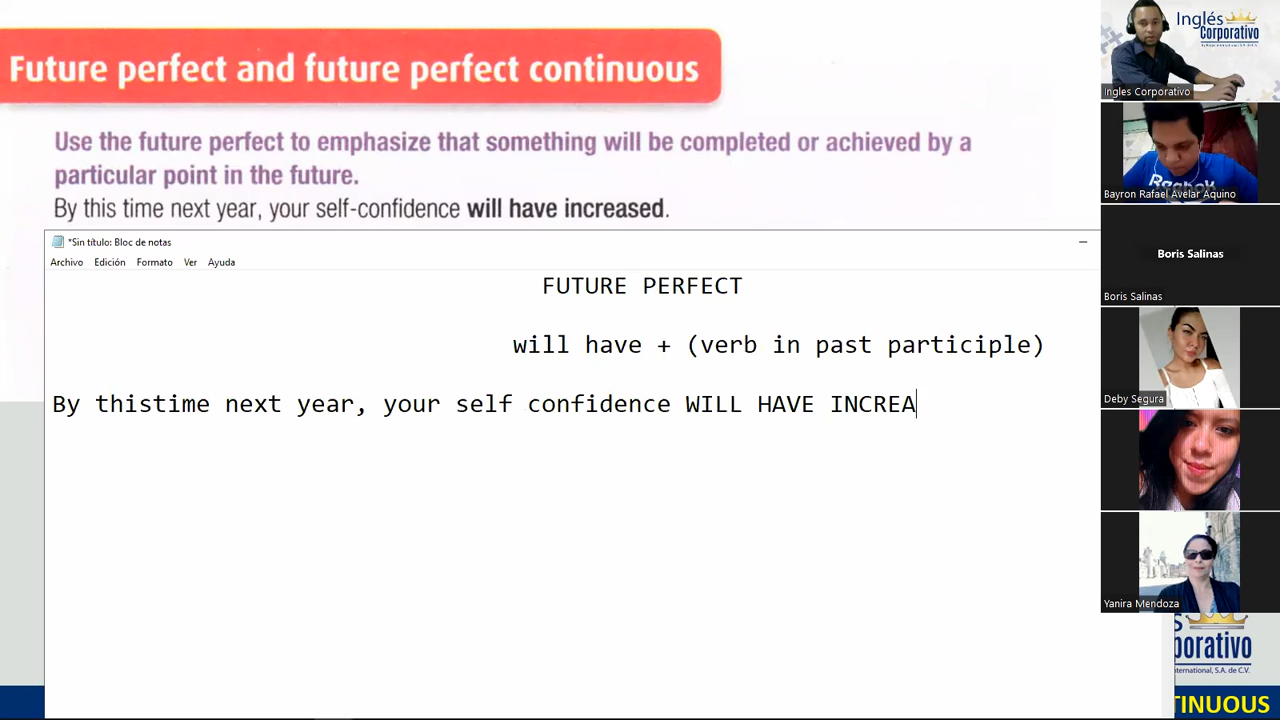 Future perfect and future perfect continuous
Use the future perfect to emphasize that something will be completed or achieved by a
particular point in the future.
By this time next year, your self-confidence will have increased.
*Sin título: Bloc de notas
Archivo Edición Formato Ver Ayuda
FUTURE PERFECT
will have + (verb in past participle)
By thistime next year, your self confidence WILL HAVE INCREA
Inglés
Corporativo
Ingles Corporativo
Reebok
Bayron Rafael Avelar Aquino
Boris Salinas
Boris Salinas
Deby Segura
Yanira Mendoza
s
orporativo
nternational, S.A. de C.V.
TINUOUS